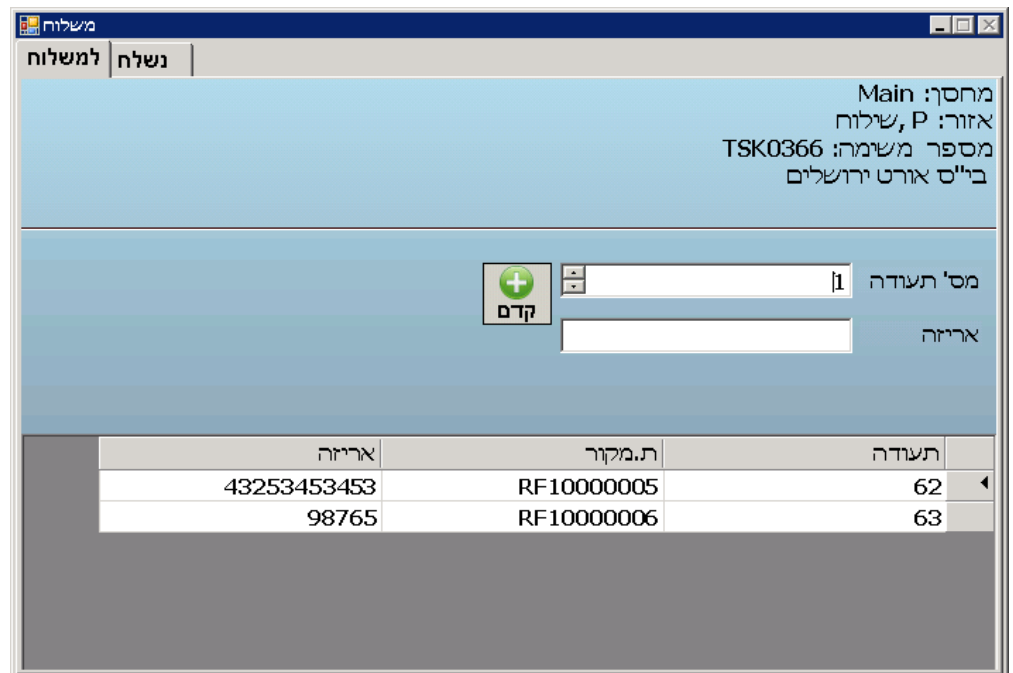 משלוח
למשלוח נשלח
מחסן: Main
אזור: P ,שילוח
מספר משימה: TSK0366
בי"ס אורט ירושלים
מס' תעודה 1
קדם
אריזה
תעודה ת.מקור אריזה
62 RF10000005 43253453453
63 RF10000006 98765